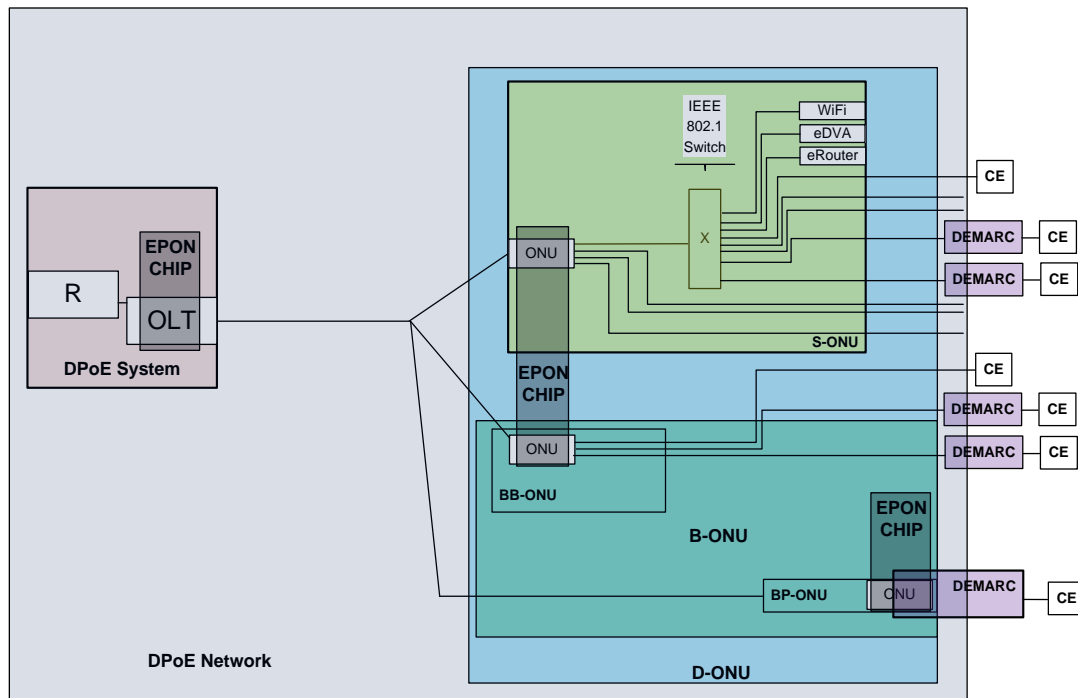 IEEE
802.1
Switch
WiFi
eDVA
eRouter
CE
X
EPON
CHIP
ONU
DEMARC
CE
R
OLT
DEMARC
CE
DPoE System
S-ONU
EPON
CHIP
CE
DEMARC
CE
ONU
DEMARC
CE
BB-ONU
EPON
CHIP
B-ONU
BP-ONU
ONU
DEMARC
CE
DPoE Network
D-ONU